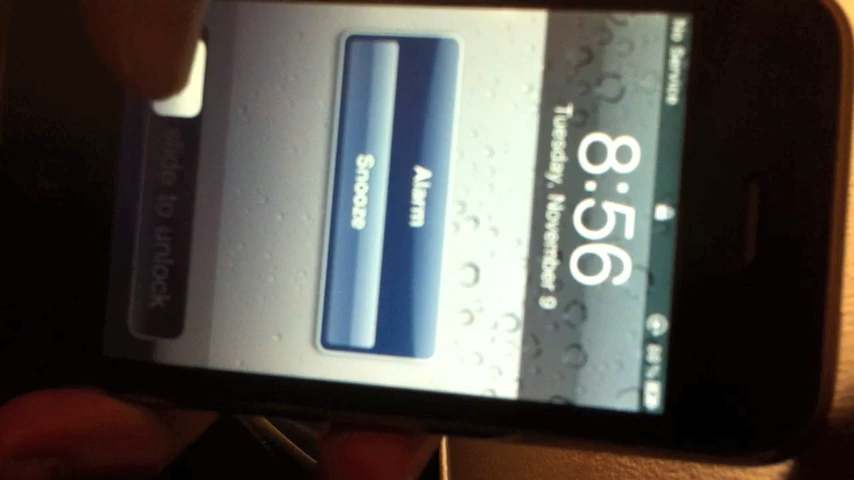 No Service
8:56
Tuesday, November 9
Alarm
Snooze
slide to unlock